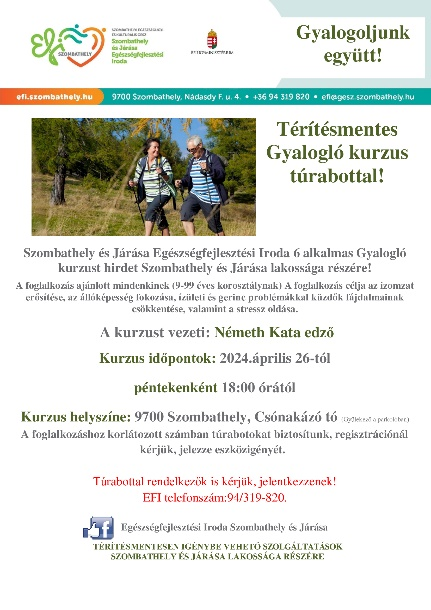 Gyalogoljunk
együtt!
efi SZOMBATHELY
Szombathely
és Járása
Egészségfejlesztési
Iroda
efi.szombathely.hu 9700 Szombathely, Nádasdy F. u. 4. • +36 94 319 820 • efi@egesz.szombathely.hu
Térítésmentes
Gyalogló kurzus
túrabottal!
Szombathely és Járása Egészségfejlesztési Iroda 6 alkalmas Gyalogló
kurzust hirdet Szombathely és Járása lakossága részére!
A foglalkozás ajánlott mindenkinek (9-99 éves korosztálynak) A foglalkozás célja az izomzat
erősítése, az állóképesség fokozása, ízületi és gerinc problémákkal küzdők fájdalmainak
csökkentése, valamint a stressz oldása.
A kurzust vezeti: Németh Kata edző
Kurzus időpontok: 2024.április 26-tól
péntekenként 18:00 órától
Kurzus helyszíne: 9700 Szombathely, Csónakázó tó
A foglalkozáshoz korlátozott számban túrabotokat biztosítunk, regisztrációnál
kérjük, jelezze eszközigényét.
Túrabottal rendelkezők is kérjük, jelentkezzenek!
EFI telefonszám:94/319-820.
Egészségfejlesztési Iroda Szombathely és Járása
TÉRÍTÉSMENTESEN IGÉNYBE VEHETŐ SZOLGÁLTATÁSOK
SZOMBATHELY ÉS JÁRÁSA LAKOSSÁGA RÉSZÉRE